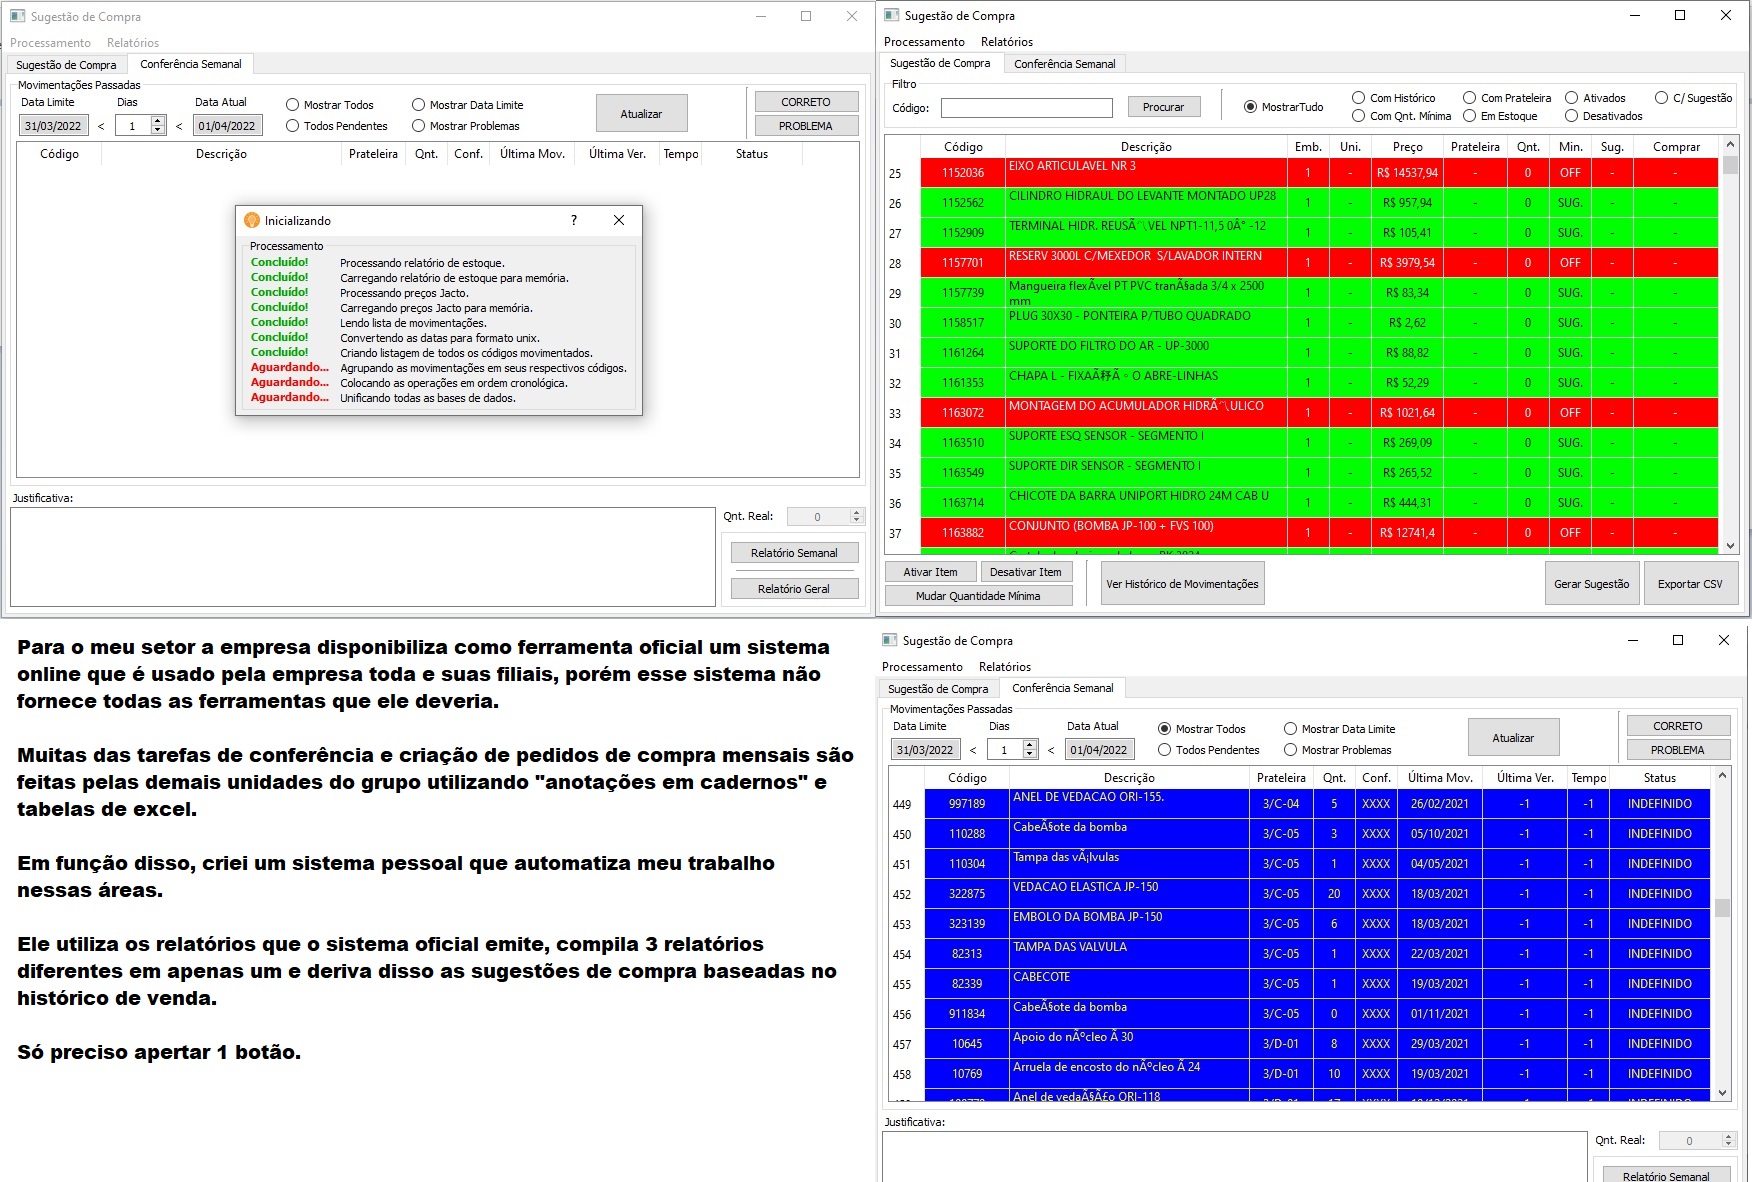 Sugestão de Compra
Processamento Relatórios
Sugestão de Compra Conferência Semanal
Movimentações Passadas
Data Limite Dias Data Atual
31/03/2022 < 1 < 01/04/2022
Mostrar Todos Mostrar Data Limite
Todos Pendentes Mostrar Problemas
Atualizar
CORRETO
PROBLEMA
Código Descrição Prateleira Qnt. Conf. Última Mov. Última Ver. Tempo Status
Inicializando ?
Processamento
Concluído! Processando relatório de estoque.
Concluído! Carregando relatório de estoque para memória.
Concluído! Processando preços Jacto.
Concluído! Carregando preços Jacto para memória.
Concluído! Lendo lista de movimentações.
Concluído! Convertendo as datas para formato unix.
Concluído! Criando listagem de todos os códigos movimentados.
Aguardando... Agrupando as movimentações em seus respectivos códigos.
Aguardando... Colocando as operações em ordem cronológica.
Aguardando... Unificando todas as bases de dados.
Justificativa:
Qnt. Real: 0
Relatório Semanal
Relatório Geral
Sugestão de Compra
Processamento Relatórios
Sugestão de Compra Conferência Semanal
Filtro
Código: Procurar
MostrarTudo
Com Histórico Com Prateleira Ativados C/ Sugestão
Com Qnt. Mínima Em Estoque Desativados
Código Descrição Emb. Uni. Preço Prateleira Qnt. Min. Sug. Comprar
25 1152036 EIXO ARTICULAVEL NR 3 1 - R$ 14537,94 - 0 OFF - -
26 1152562 CILINDRO HIDRAUL DO LEVANTE MONTADO UP28 1 - R$ 957,94 - 0 SUG. - -
27 1152909 TERMINAL HIDR. REUSÃ\VEL NPT1-11,5 0Â° -12 1 - R$ 105,41 - 0 SUG. - -
28 1157701 RESERV 3000L C/MEXEDOR S/LAVADOR INTERN 1 - R$ 3979,54 - 0 OFF - -
29 1157739 Mangueira flexÃvel PT PVC tranÃ§ada 3/4 x 2500 mm 1 - R$ 83,34 - 0 SUG. - -
30 1158517 PLUG 30X30 - PONTEIRA P/TUBO QUADRADO 1 - R$ 2,62 - 0 SUG. - -
31 1161264 SUPORTE DO FILTRO DO AR - UP-3000 1 - R$ 88,82 - 0 SUG. - -
32 1161353 CHAPA L - O ABRE-LINHAS 1 - R$ 52,29 - 0 SUG. - -
33 1163072 MONTAGEM DO ACUMULADOR HIDRÃ\ULICO 1 - R$ 1021,64 - 0 OFF - -
34 1163510 SUPORTE ESQ SENSOR - SEGMENTO I 1 - R$ 269,09 - 0 SUG. - -
35 1163549 SUPORTE DIR SENSOR - SEGMENTO I 1 - R$ 265,52 - 0 SUG. - -
36 1163714 CHICOTE DA BARRA UNIPORT HIDRO 24M CAB U 1 - R$ 444,31 - 0 SUG. - -
37 1163882 CONJUNTO (BOMBA JP-100 + FVS 100) 1 - R$ 12741,4 - 0 OFF - -
Ativar Item Desativar Item
Mudar Quantidade Mínima
Ver Histórico de Movimentações
Gerar Sugestão Exportar CSV
Para o meu setor a empresa disponibiliza como ferramenta oficial um sistema
online que é usado pela empresa toda e suas filiais, porém esse sistema não
fornece todas as ferramentas que ele deveria.
Muitas das tarefas de conferência e criação de pedidos de compra mensais são
feitas pelas demais unidades do grupo utilizando "anotações em cadernos" e
tabelas de excel.
Em função disso, criei um sistema pessoal que automatiza meu trabalho
nessas áreas.
Ele utiliza os relatórios que o sistema oficial emite, compila 3 relatórios
diferentes em apenas um e deriva disso as sugestões de compra baseadas no
histórico de venda.
Só preciso apertar 1 botão.
Sugestão de Compra
Processamento Relatórios
Sugestão de Compra Conferência Semanal
Movimentações Passadas
Data Limite Dias Data Atual
31/03/2022 < 1 < 01/04/2022
Mostrar Todos Mostrar Data Limite
Todos Pendentes Mostrar Problemas
Atualizar
CORRETO
PROBLEMA
Código Descrição Prateleira Qnt. Conf. Última Mov. Última Ver. Tempo Status
449 997189 ANEL DE VEDACAO ORI-155. 3/C-04 5 XXXX 26/02/2021 -1 -1 INDEFINIDO
450 110288 CabeÃ§ote da bomba 3/C-05 3 XXXX 05/10/2021 -1 -1 INDEFINIDO
451 110304 Tampa das vÃ¡lvulas 3/C-05 1 XXXX 04/05/2021 -1 -1 INDEFINIDO
452 322875 VEDACAO ELASTICA JP-150 3/C-05 20 XXXX 18/03/2021 -1 -1 INDEFINIDO
453 323139 EMBOLO DA BOMBA JP-150 3/C-05 6 XXXX 18/03/2021 -1 -1 INDEFINIDO
454 82313 TAMPA DAS VALVULA 3/C-05 1 XXXX 22/03/2021 -1 -1 INDEFINIDO
455 82339 CABECOTE 3/C-05 1 XXXX 19/03/2021 -1 -1 INDEFINIDO
456 911834 CabeÃ§ote da bomba 3/C-05 0 XXXX 01/11/2021 -1 -1 INDEFINIDO
457 10645 Apoio do nÃºcleo Ã 30 3/D-01 8 XXXX 29/03/2021 -1 -1 INDEFINIDO
458 10769 Arruela de encosto do nÃºcleo Ã 24 3/D-01 10 XXXX 19/03/2021 -1 -1 INDEFINIDO
Anel de vedaÃ§Ã£o ORI-118
Justificativa:
Qnt. Real: 0
Relatório Semanal